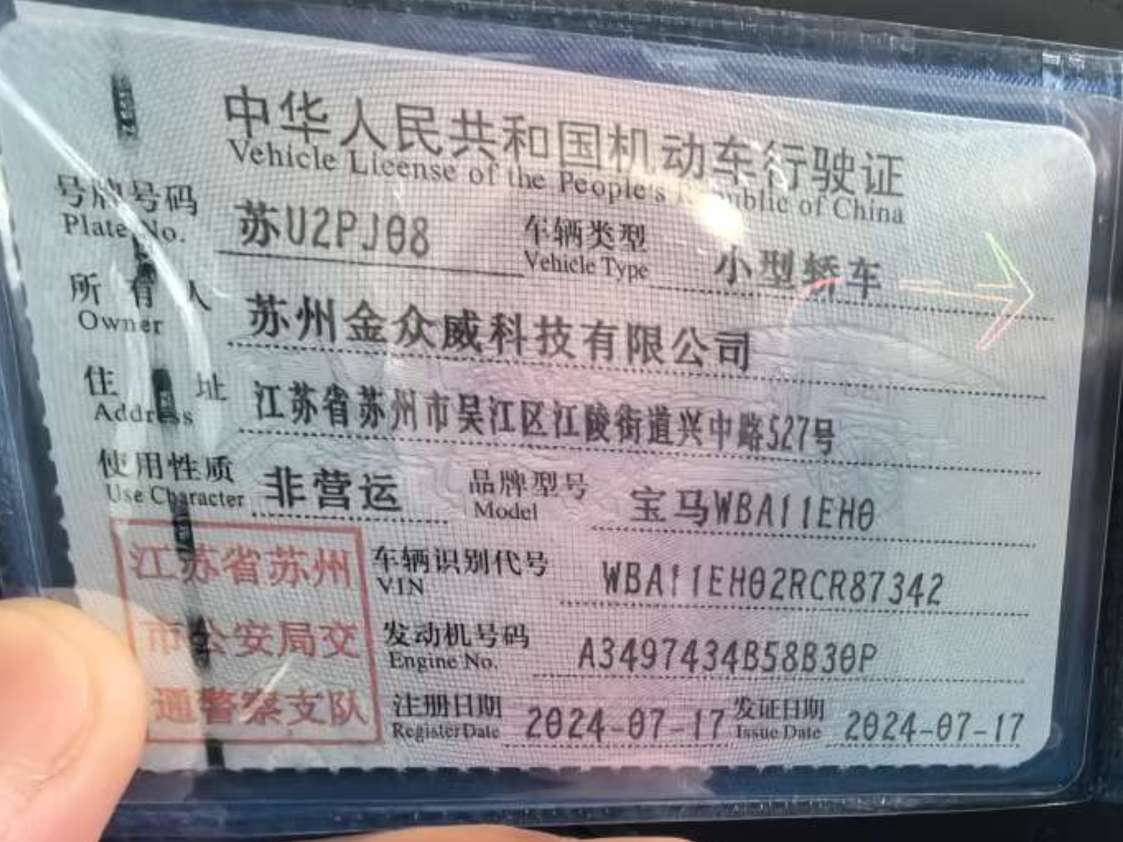 中华人民共和国机动车行驶证
Vehicle License of the People's Republic of China
号牌号码 苏U2PJ08 车辆类型 小型轿车
Plate No. Vehicle Type
所有人 苏州金众威科技有限公司
Owner
住址 江苏省苏州市吴江区江陵街道兴中路527号
Address
使用性质 非营运 品牌型号 宝马WBA11EH0
Use Character Model
江苏省苏州 车辆识别代号 WBA11EH02RCR87342
VIN
市公安局交 发动机号码 A3497434B58B30P
Engine No.
通警察支队 注册日期 2024-07-17 发证日期 2024-07-17
Register Date Issue Date